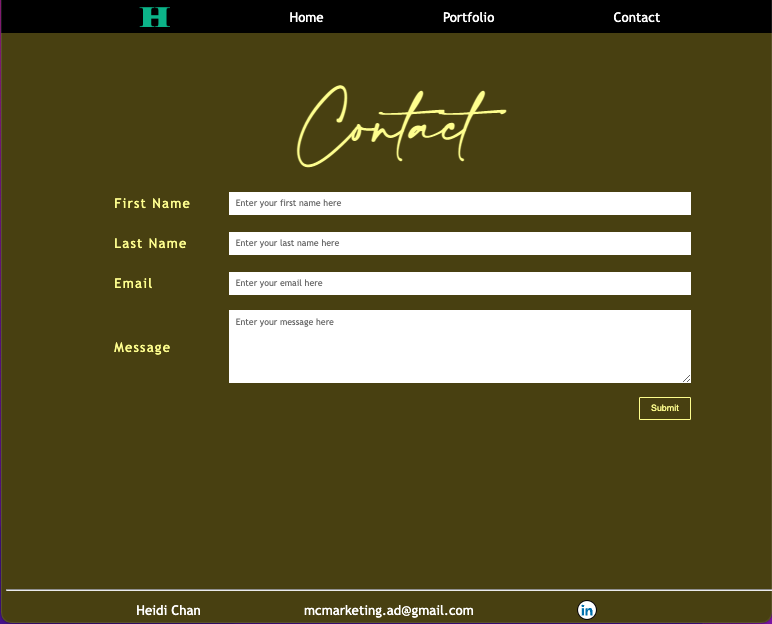 H Home Portfolio Contact
Contact
First Name Enter your first name here
Last Name Enter your last name here
Email Enter your email here
Message Enter your message here
Submit
Heidi Chan mcmarketing.ad@gmail.com in